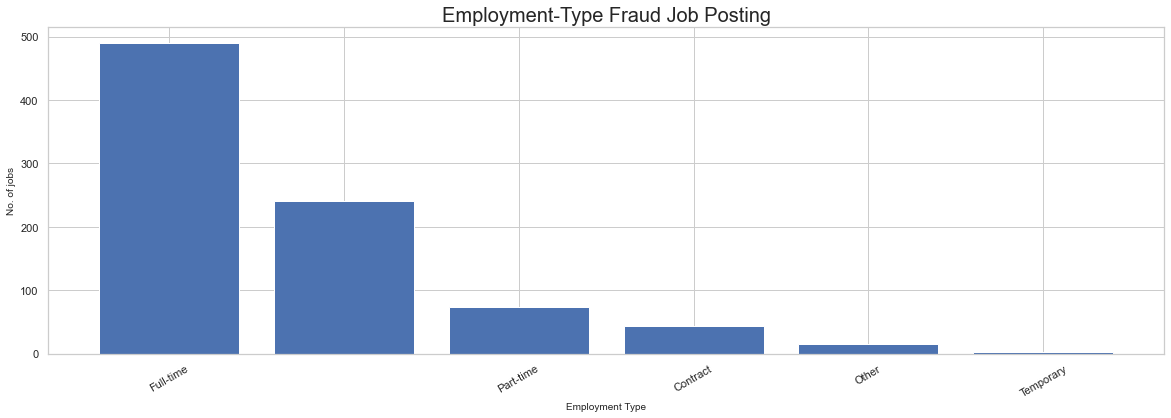 Employment-Type Fraud Job Posting
500
400
300
200
100
0
No. of jobs
Full-time
Part-time
Contract
Other
Temporary
Employment Type